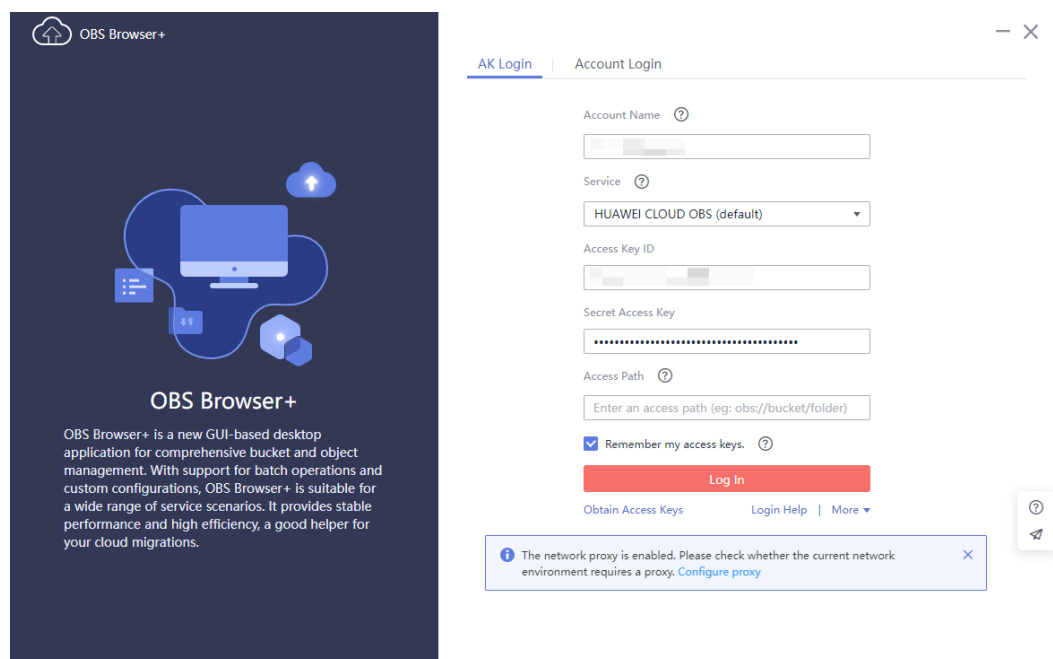 OBS Browser+
AK Login | Account Login
Account Name
Service
HUAWEI CLOUD OBS (default)
Access Key ID
Secret Access Key
Access Path
Enter an access path (eg: obs://bucket/folder)
Remember my access keys.
Log In
Obtain Access Keys Login Help | More
The network proxy is enabled. Please check whether the current network
environment requires a proxy. Configure proxy
OBS Browser+
OBS Browser+ is a new GUI-based desktop
application for comprehensive bucket and object
management. With support for batch operations and
custom configurations, OBS Browser+ is suitable for
a wide range of service scenarios. It provides stable
performance and high efficiency, a good helper for
your cloud migrations.